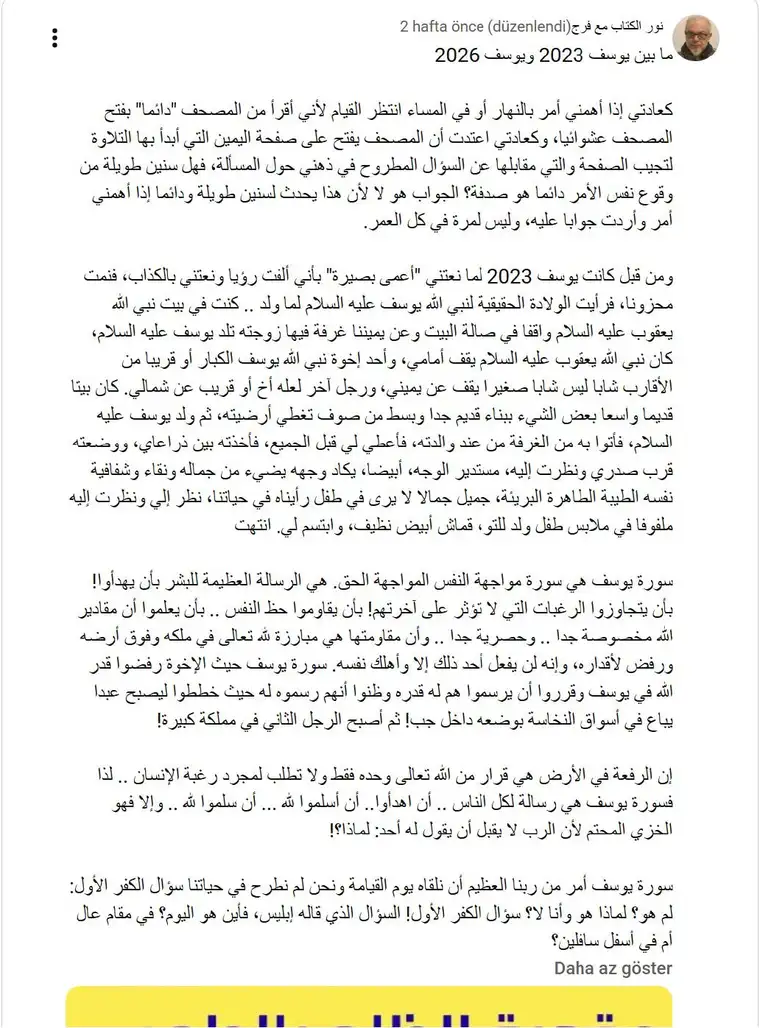 نور الكتاب مع فرج 2 hafta önce (düzenlendi)
ما بين يوسف 2023 ويوسف 2026
كعادتي إذا أهمني أمر بالنهار أو في المساء انتظر القيام لأني أقرأ من المصحف "دائما" بفتح
المصحف عشوائيا، وكعادتي اعتدت أن المصحف يفتح على صفحة اليمين التي أبدأ بها التلاوة
لتجيب الصفحة والتي مقابلها عن السؤال المطروح في ذهني حول المسألة، فهل سنين طويلة من
وقوع نفس الأمر دائما هو صدفة؟ الجواب هو لا لأن هذا يحدث لسنين طويلة ودائما إذا أهمني
أمر وأردت جوابا عليه، وليس لمرة في كل العمر.
ومن قبل كانت يوسف 2023 لما نعتني "أعمى بصيرة" بأني ألفت رؤيا ونعتني بالكذاب، فنمت
محزونا، فرأيت الولادة الحقيقية لنبي الله يوسف عليه السلام لما ولد .. كنت في بيت نبي الله
يعقوب عليه السلام واقفا في صالة البيت وعن يميننا غرفة فيها زوجته تلد يوسف عليه السلام،
كان نبي الله يعقوب عليه السلام يقف أمامي، وأحد إخوة نبي الله يوسف الكبار أو قريبا من
الأقارب شابا ليس شابا صغيرا يقف عن يميني، ورجل آخر لعله أخ أو قريب عن شمالي. كان بيتا
قديما واسعا بعض الشيء ببناء قديم جدا وبسط من صوف تغطي أرضيته، ثم ولد يوسف عليه
السلام، فأتوا به من الغرفة من عند والدته، فأعطي لي قبل الجميع، فأخذته بين ذراعاي، ووضعته
قرب صدري ونظرت إليه، مستدير الوجه، أبيضا، يكاد وجهه يضيء من جماله ونقاء وشفافية
نفسه الطيبة الطاهرة البريئة، جميل جمالا لا يرى في طفل رأيناه في حياتنا، نظر إلي ونظرت إليه
ملفوفا في ملابس طفل ولد للتو، قماش أبيض نظيف، وابتسم لي. انتهت
سورة يوسف هي سورة مواجهة النفس المواجهة الحق. هي الرسالة العظيمة للبشر بأن يهدأوا!
بأن يتجاوزوا الرغبات التي لا تؤثر على آخرتهم! بأن يقاوموا حظ النفس .. بأن يعلموا أن مقادير
الله مخصوصة جدا .. وحصرية جدا .. وأن مقاومتها هي مبارزة لله تعالى في ملكه وفوق أرضه
ورفض لأقداره، وإنه لن يفعل أحد ذلك إلا وأهلك نفسه. سورة يوسف حيث الإخوة رفضوا قدر
الله في يوسف وقرروا أن يرسموا هم له قدره وظنوا أنهم رسموه له حيث خططوا ليصبح عبدا
يباع في أسواق النخاسة بوضعه داخل جب! ثم أصبح الرجل الثاني في مملكة كبيرة!
إن الرفعة في الأرض هي قرار من الله تعالى وحده فقط ولا تطلب لمجرد رغبة الإنسان .. لذا
فسورة يوسف هي رسالة لكل الناس .. أن اهدأوا.. أن أسلموا لله ... أن سلموا لله .. وإلا فهو
الخزي المحتم لأن الرب لا يقبل أن يقول له أحد: لماذا؟!
سورة يوسف أمر من ربنا العظيم أن نلقاه يوم القيامة ونحن لم نطرح في حياتنا سؤال الكفر الأول:
لم هو؟ لماذا هو وأنا لا؟ سؤال الكفر الأول! السؤال الذي قاله إبليس، فأين هو اليوم؟ في مقام عال
أم في أسفل سافلين؟
Daha az göster